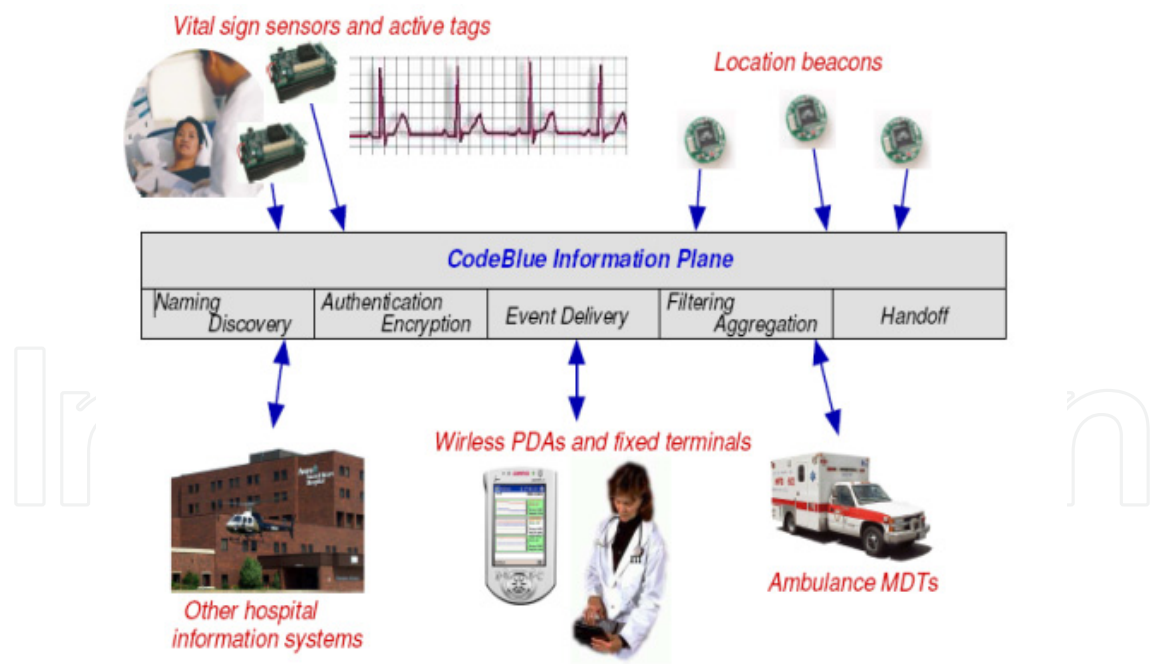 Vital sign sensors and active tags
Location beacons
CodeBlue Information Plane
Naming
Discovery
Authentication
Encryption
Event Delivery
Filtering
Aggregation
Handoff
Wirless PDAs and fixed terminals
Ambulance MDTs
Other hospital
information systems